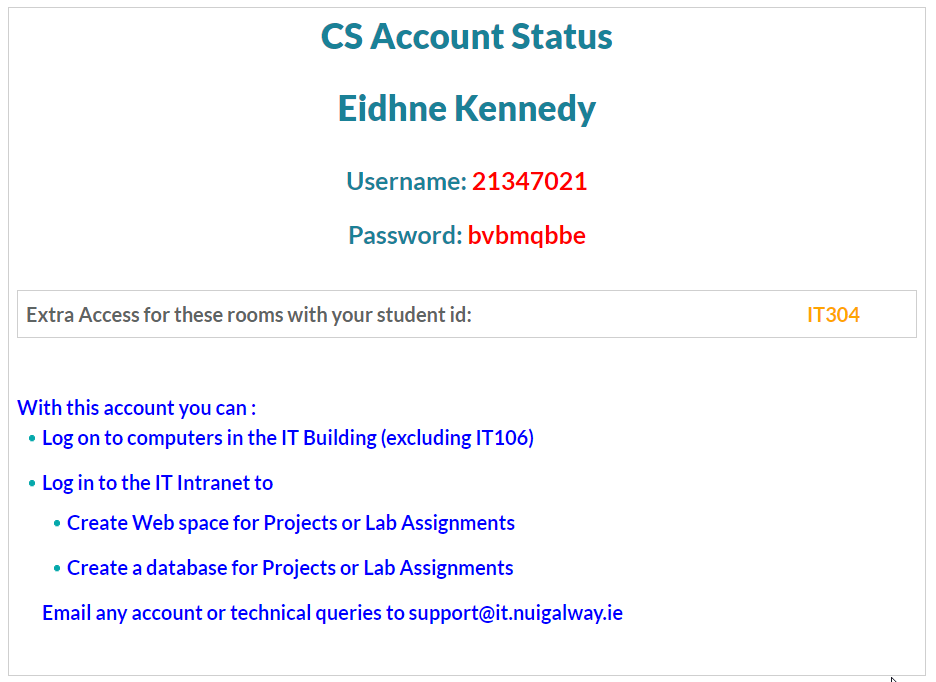 CS Account Status
Eidhne Kennedy
Username: 21347021
Password: bvbmqbbe
Extra Access for these rooms with your student id: IT304
With this account you can :
• Log on to computers in the IT Building (excluding IT106)
• Log in to the IT Intranet to
• Create Web space for Projects or Lab Assignments
• Create a database for Projects or Lab Assignments
Email any account or technical queries to support@it.nuigalway.ie